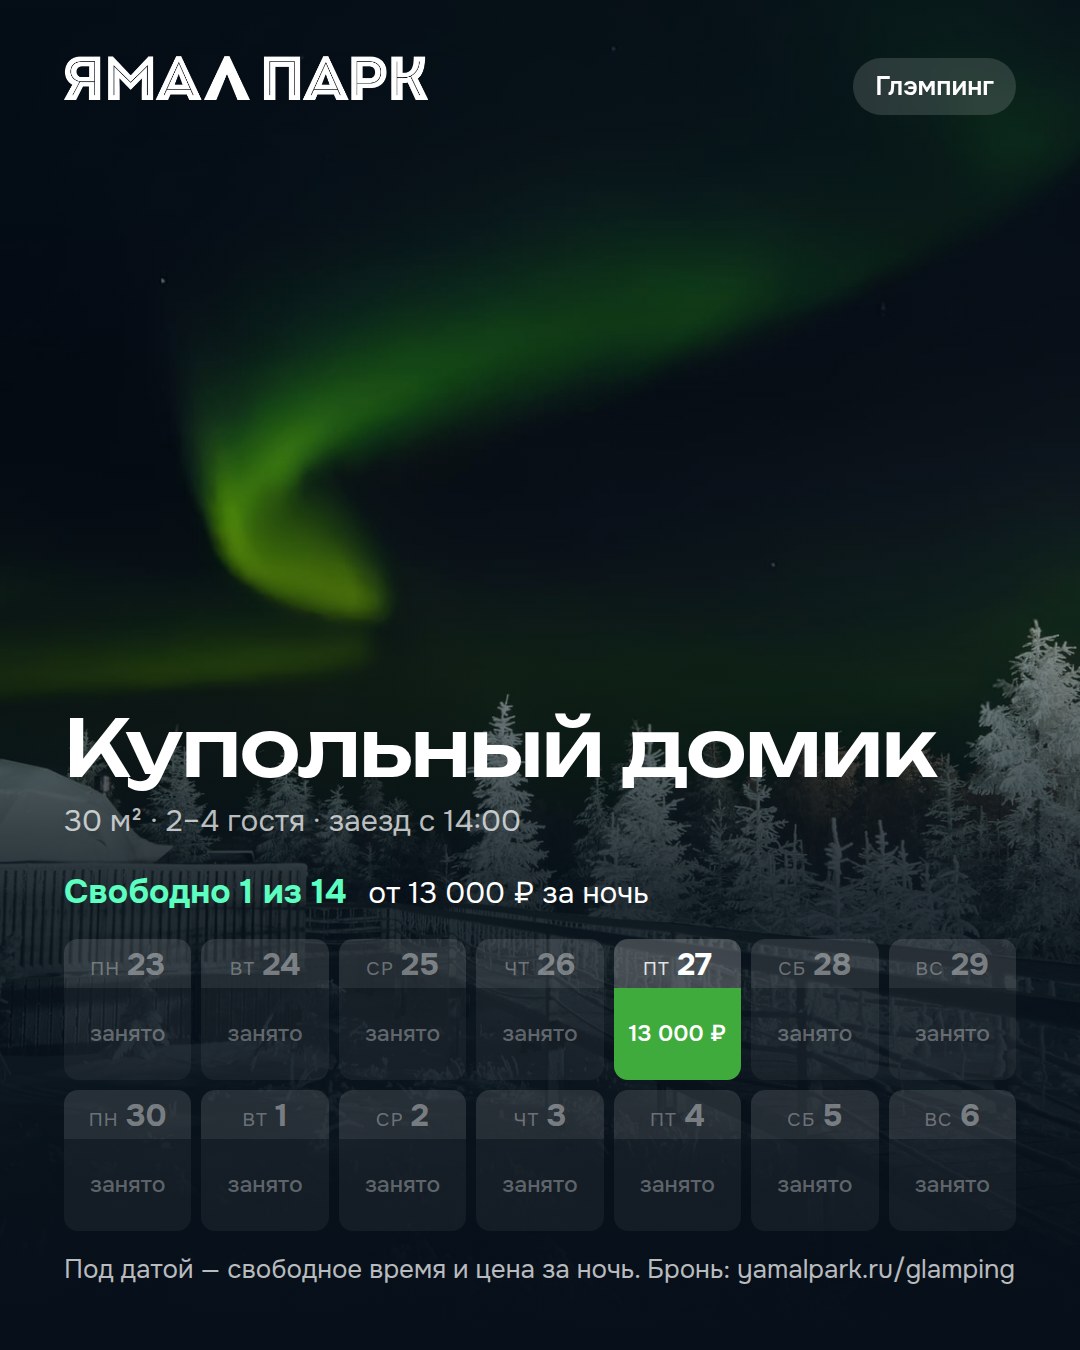 ЯМАЛ ПАРК
Глэмпинг
Купольный домик
30 м² · 2–4 гостя · заезд с 14:00
Свободно 1 из 14 от 13 000 ₽ за ночь
ПН 23 ВТ 24 СР 25 ЧТ 26 ПТ 27 СБ 28 ВС 29
занято занято занято занято 13 000 ₽ занято занято
ПН 30 ВТ 1 СР 2 ЧТ 3 ПТ 4 СБ 5 ВС 6
занято занято занято занято занято занято занято
Под датой — свободное время и цена за ночь. Бронь: yamalpark.ru/glamping